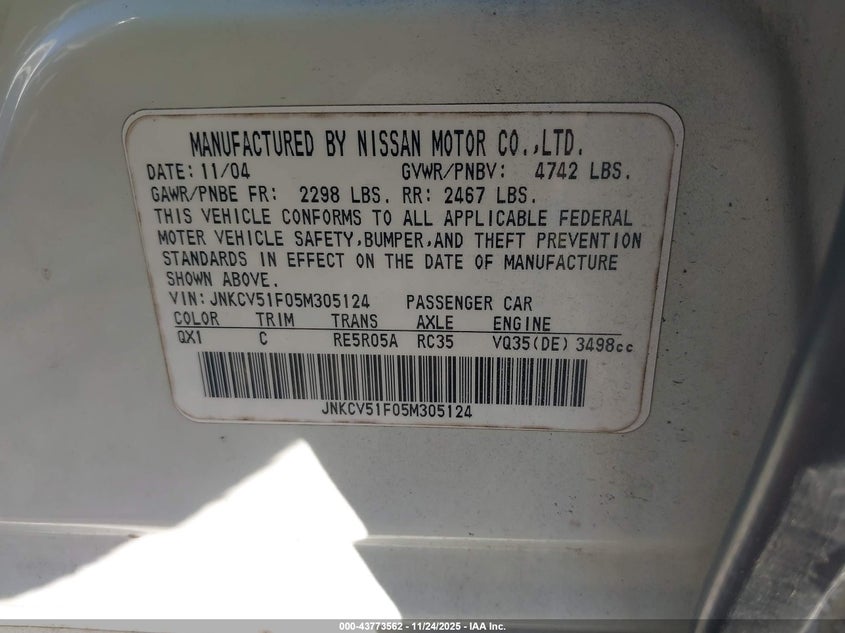 MANUFACTURED BY NISSAN MOTOR CO.,LTD.
DATE: 11/04 GVWR/PNBV: 4742 LBS.
GAWR/PNBE FR: 2298 LBS. RR: 2467 LBS.
THIS VEHICLE CONFORMS TO ALL APPLICABLE FEDERAL
MOTER VEHICLE SAFETY,BUMPER,AND THEFT PREVENTION
STANDARDS IN EFFECT ON THE DATE OF MANUFACTURE
SHOWN ABOVE.
VIN: JNKCV51F05M305124 PASSENGER CAR
COLOR TRIM TRANS AXLE ENGINE
QX1 C RE5R05A RC35 VQ35(DE) 3498cc
JNKCV51F05M305124
000-43773562 | 11/24/2025 - IAA Inc.